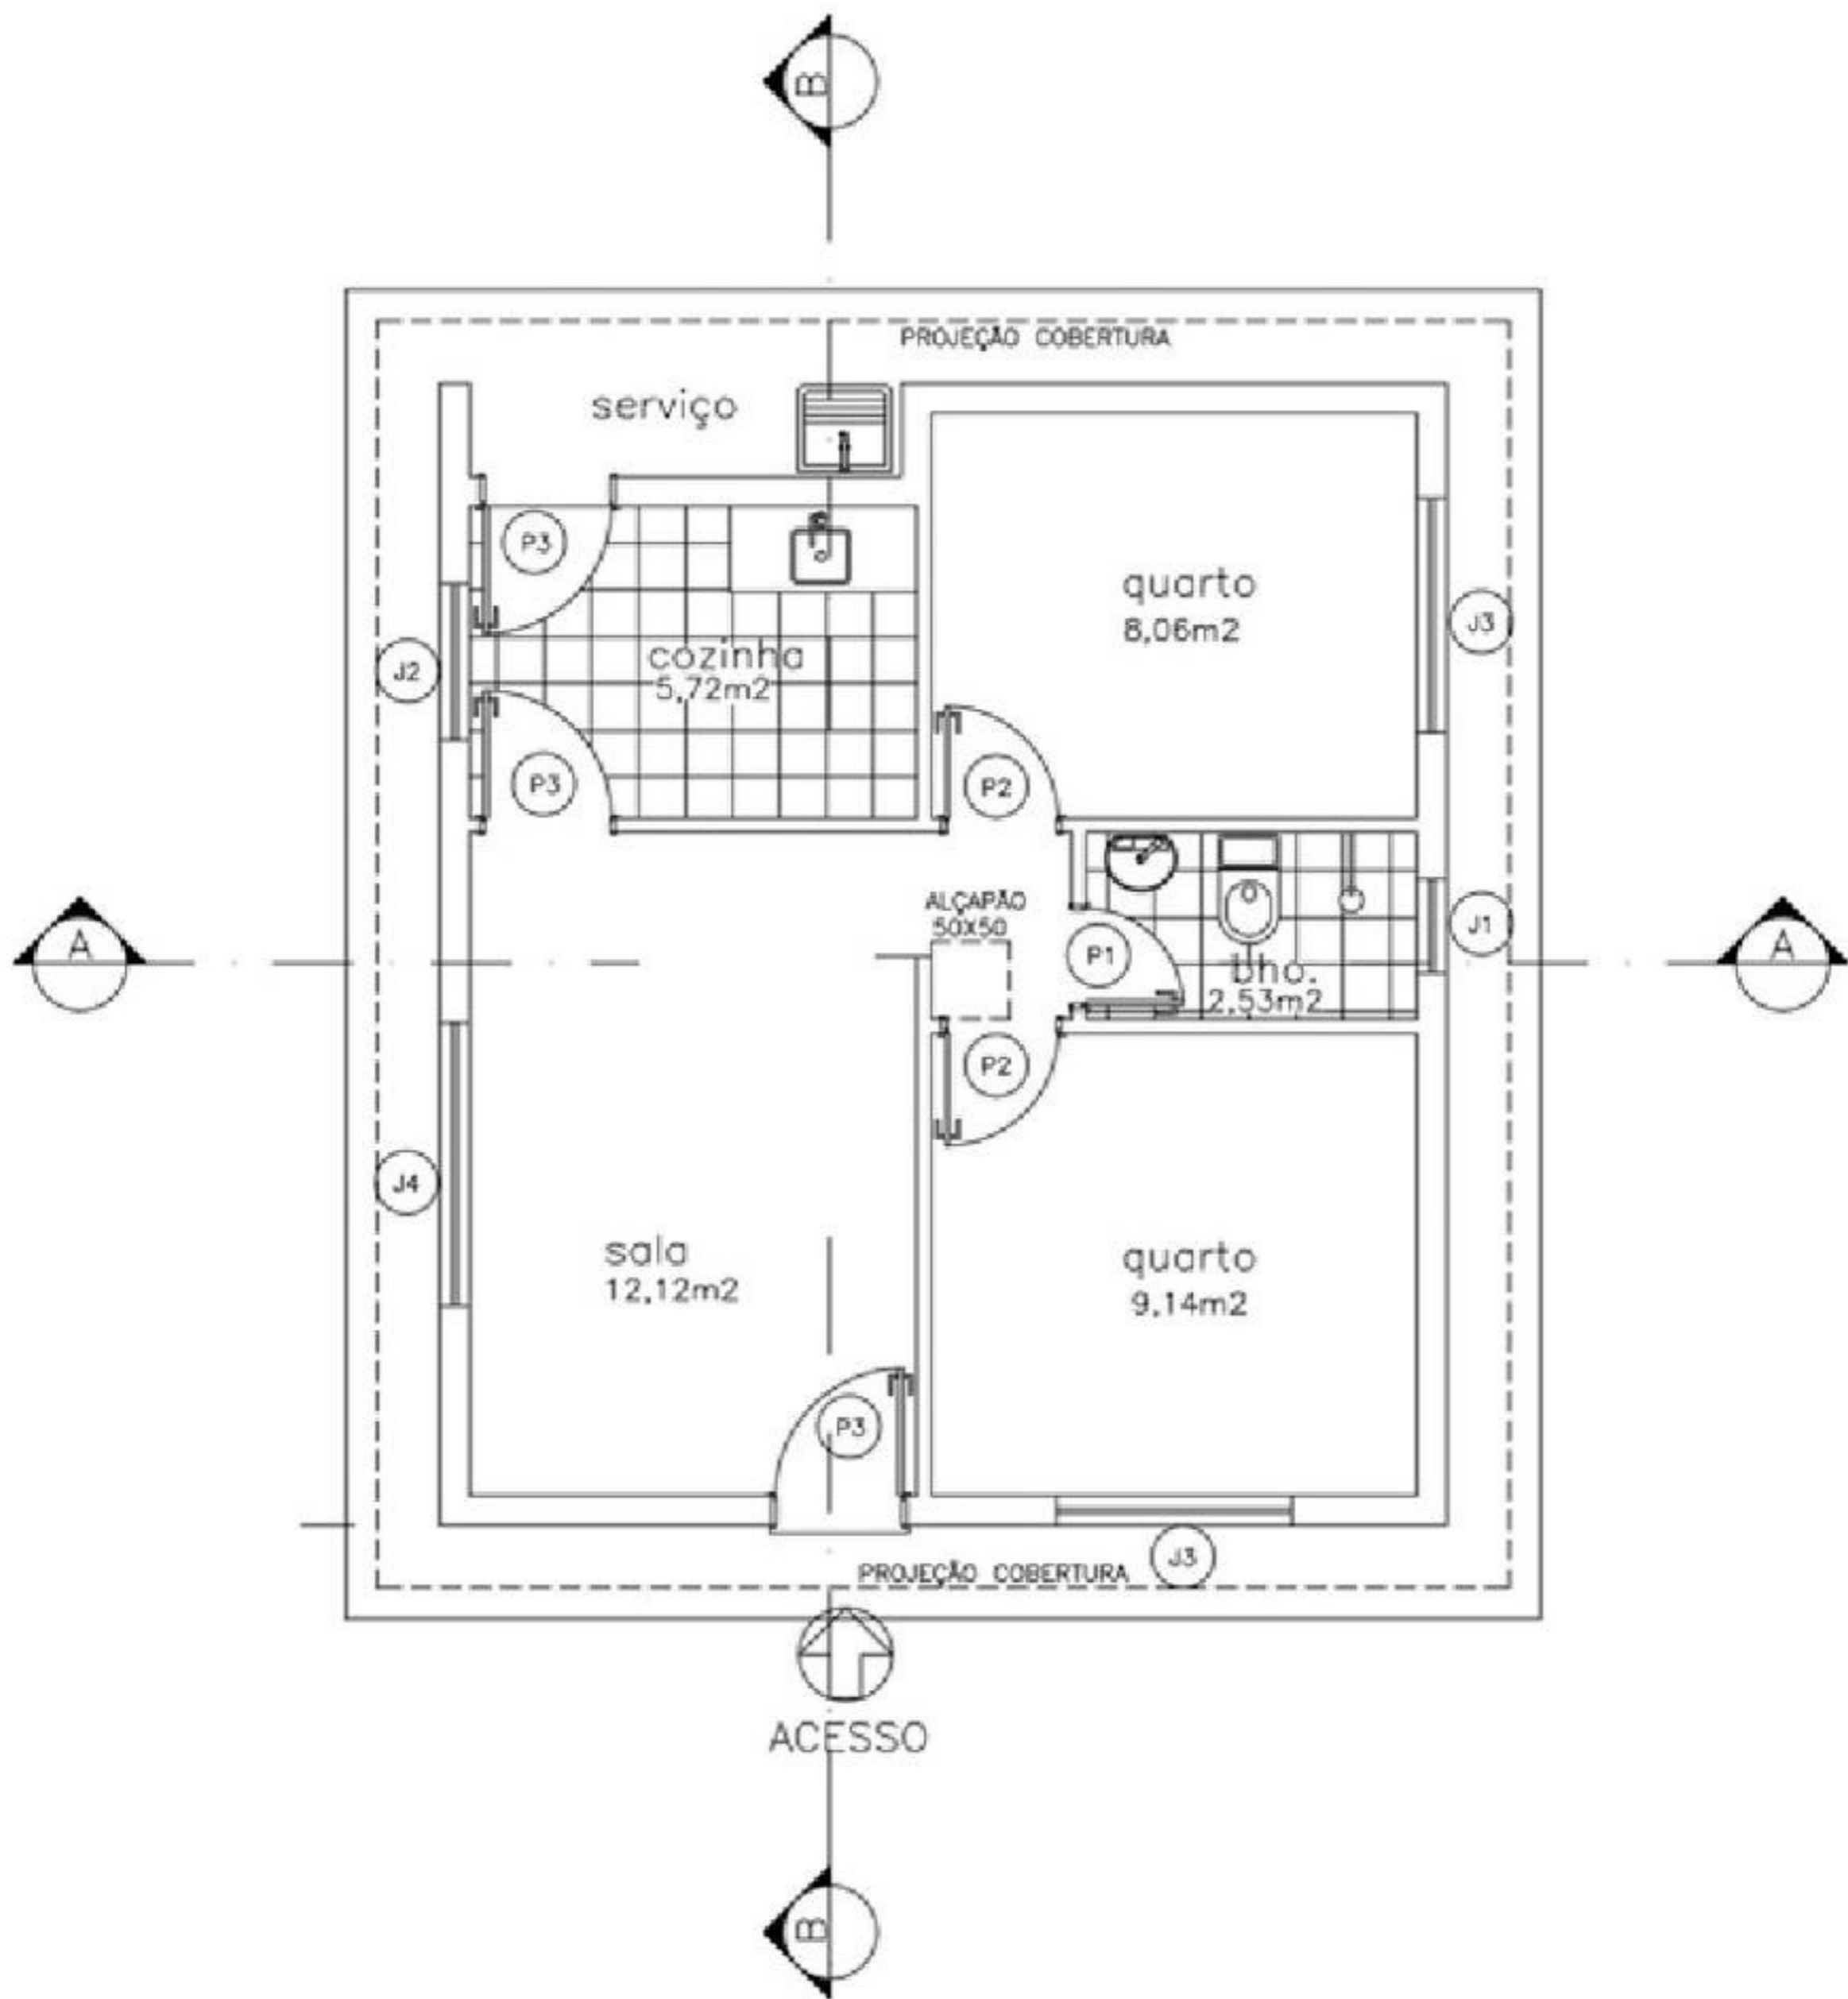 B
PROJEÇÃO COBERTURA
serviço
P3
quarto
8,06m2
J3
cozinha
5,72m2
J2
P3
P2
ALÇAPÃO
50X50
J1
A
P1
A
bho.
2,53m2
P2
J4
sala
12,12m2
quarto
9,14m2
P3
J3
PROJEÇÃO COBERTURA
ACESSO
B